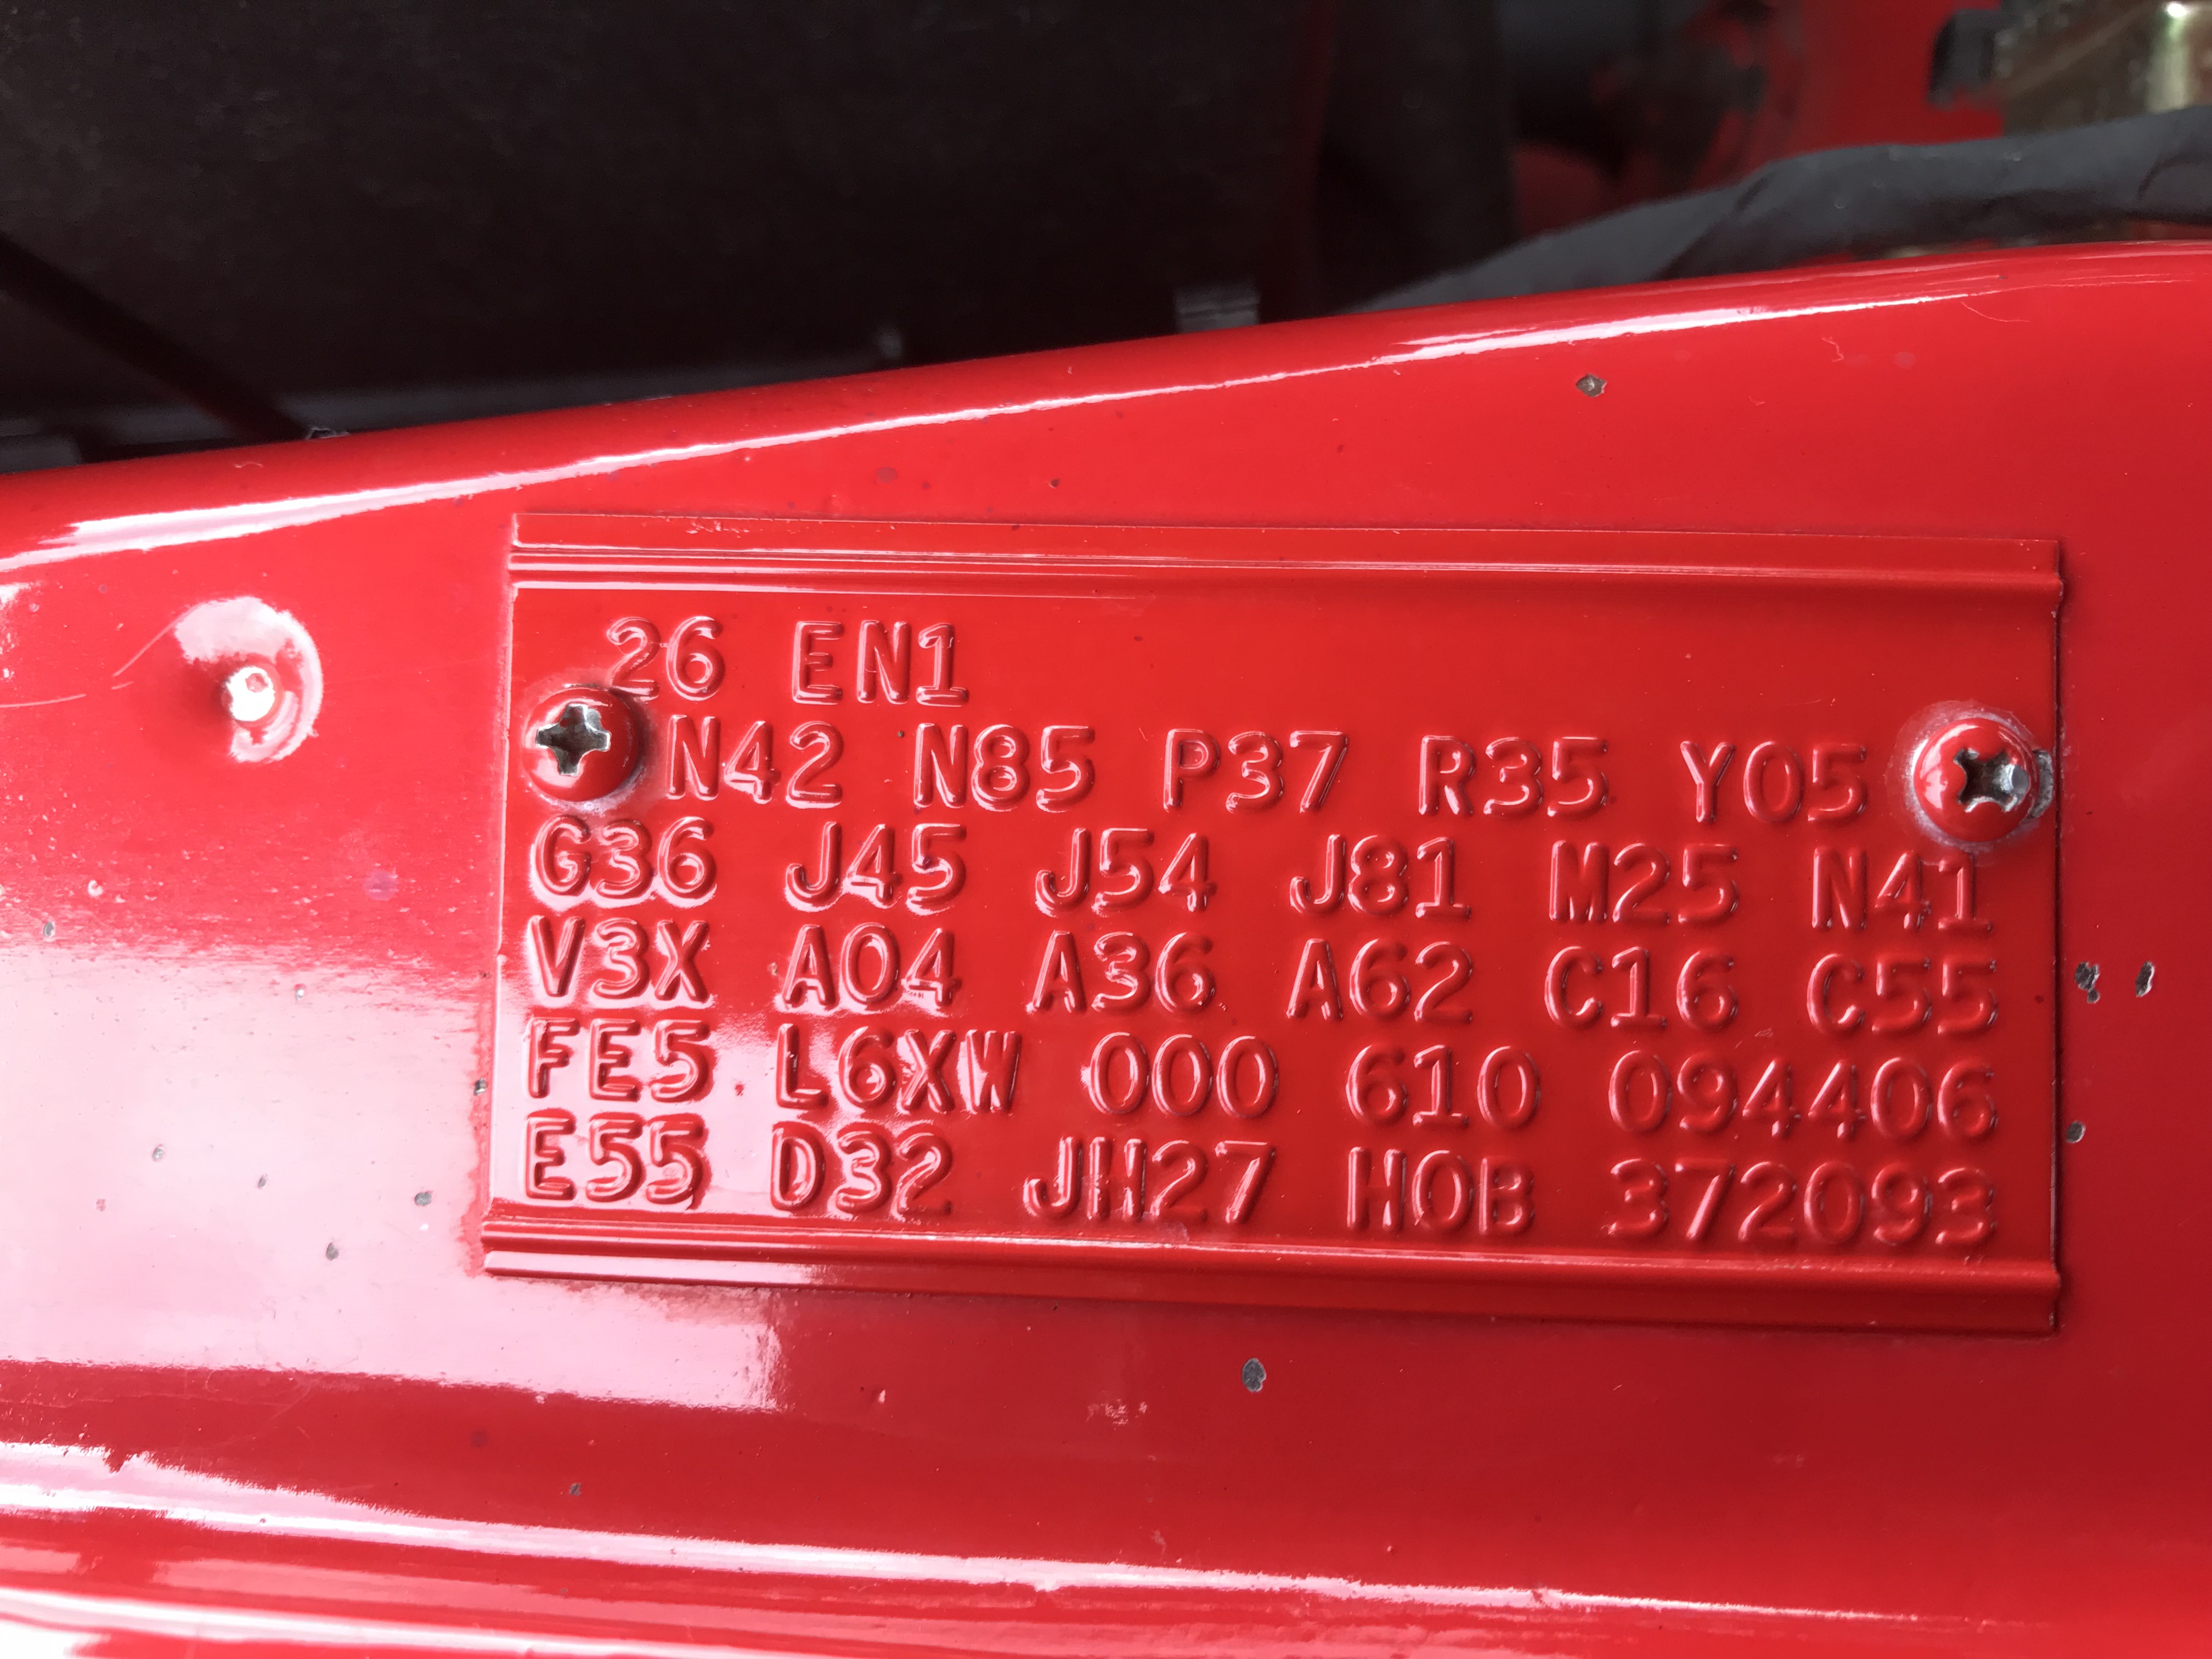 26 EN1
N42 N85 P37 R35 Y05
G36 J45 J54 J81 M25 N41
V3X A04 A36 A62 C16 C55
FE5 L6XW 000 610 094406
E55 D32 JH27 H0B 372093